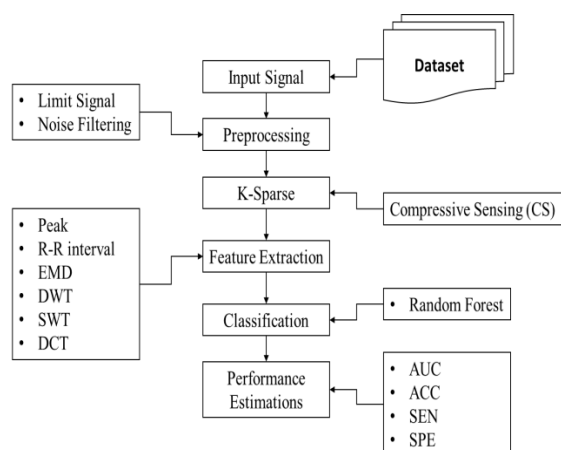 Dataset
Input Signal
• Limit Signal
• Noise Filtering
Preprocessing
K-Sparse
Compressive Sensing (CS)
• Peak
• R-R interval
• EMD
• DWT
• SWT
• DCT
Feature Extraction
Classification
• Random Forest
Performance
Estimations
• AUC
• ACC
• SEN
• SPE